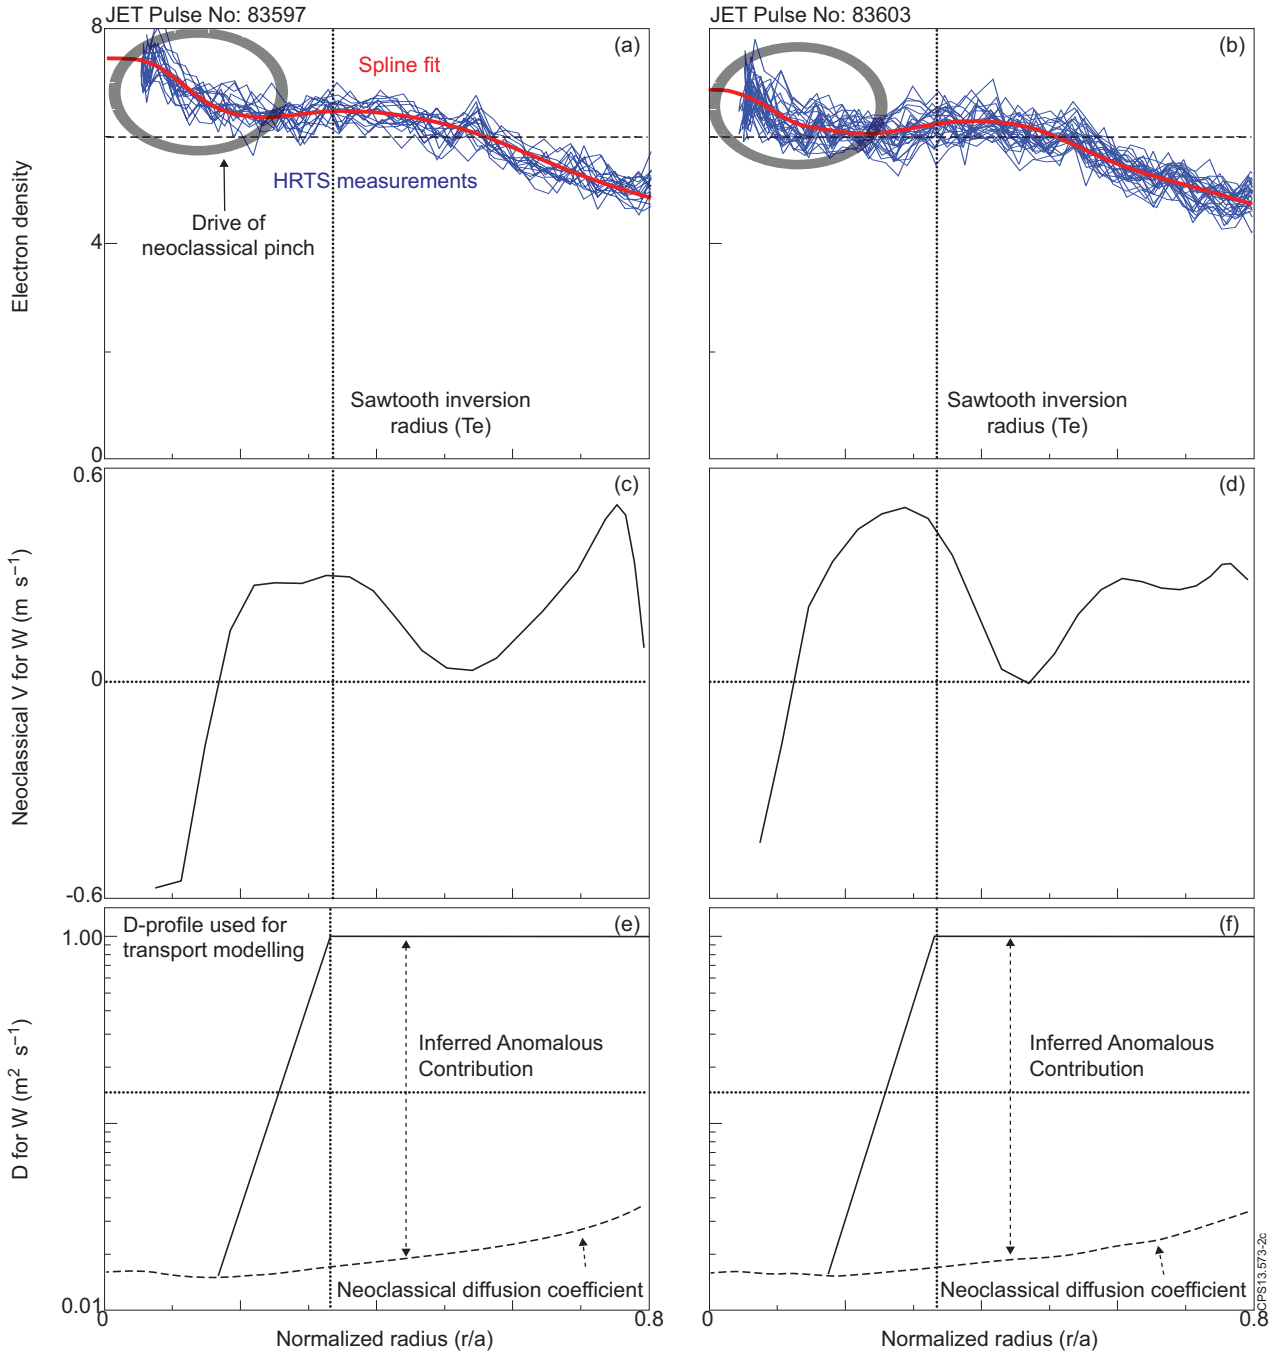 JET Pulse No: 83597
JET Pulse No: 83603
8
(a)
(b)
Spline fit
HRTS measurements
Drive of
neoclassical pinch
4
Electron density
Sawtooth inversion
radius (Te)
Sawtooth inversion
radius (Te)
0
0.6
(c)
(d)
Neoclassical V for W (m s⁻¹)
0
-0.6
D-profile used for
transport modelling
(e)
(f)
1.00
Inferred Anomalous
Contribution
Inferred Anomalous
Contribution
D for W (m² s⁻¹)
Neoclassical diffusion coefficient
Neoclassical diffusion coefficient
0.01
0
0.8
0
0.8
Normalized radius (r/a)
Normalized radius (r/a)
CPS13.573-2c